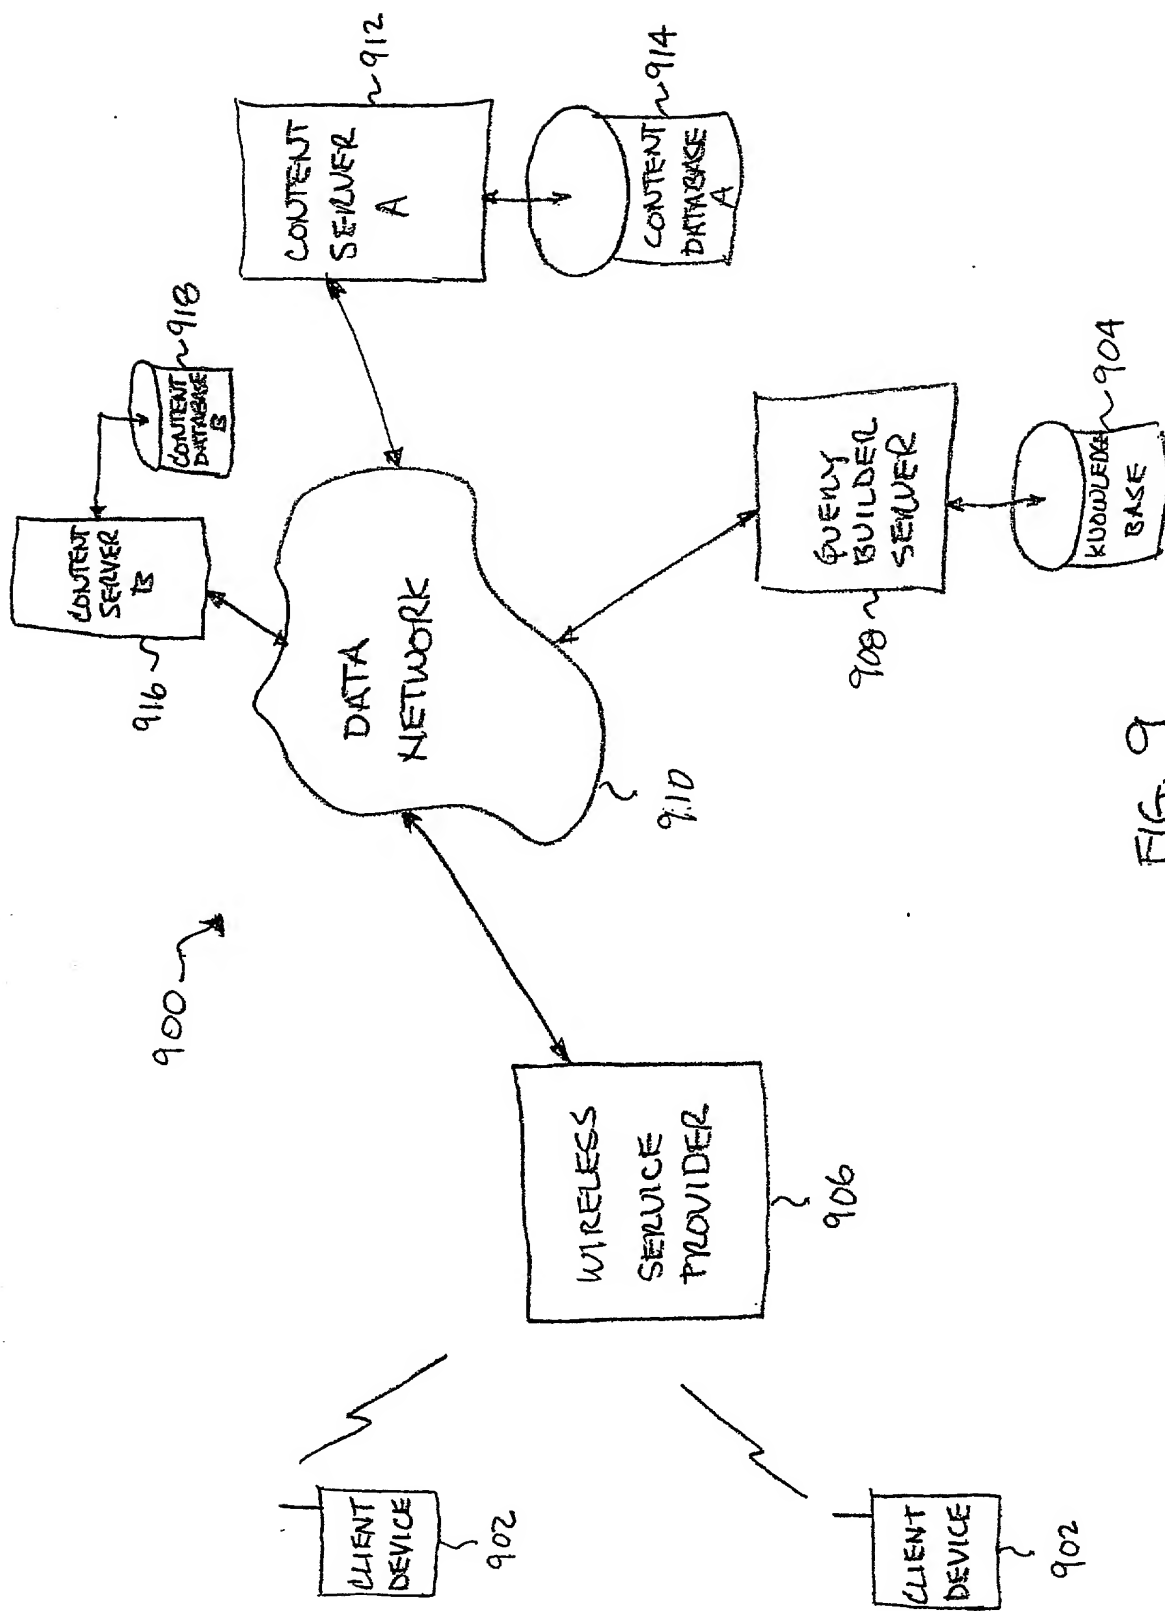 900
CLIENT
DEVICE
902
CLIENT
DEVICE
902
WIRELESS
SERVICE
PROVIDER
906
DATA
NETWORK
910
CONTENT
SERVER
B
916
CONTENT
DATABASE
B
918
CONTENT
SERVER
A
912
CONTENT
DATABASE
A
914
QUERY
BUILDER
SERVER
908
KNOWLEDGE
BASE
904
FIG. 9